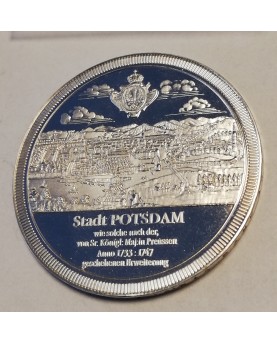 Stadt POTSDAM
wie solche nach der,
von Sr. Königl: Maj: in Preussen
Anno 1733 : 1747
geschehenen Erweiterung